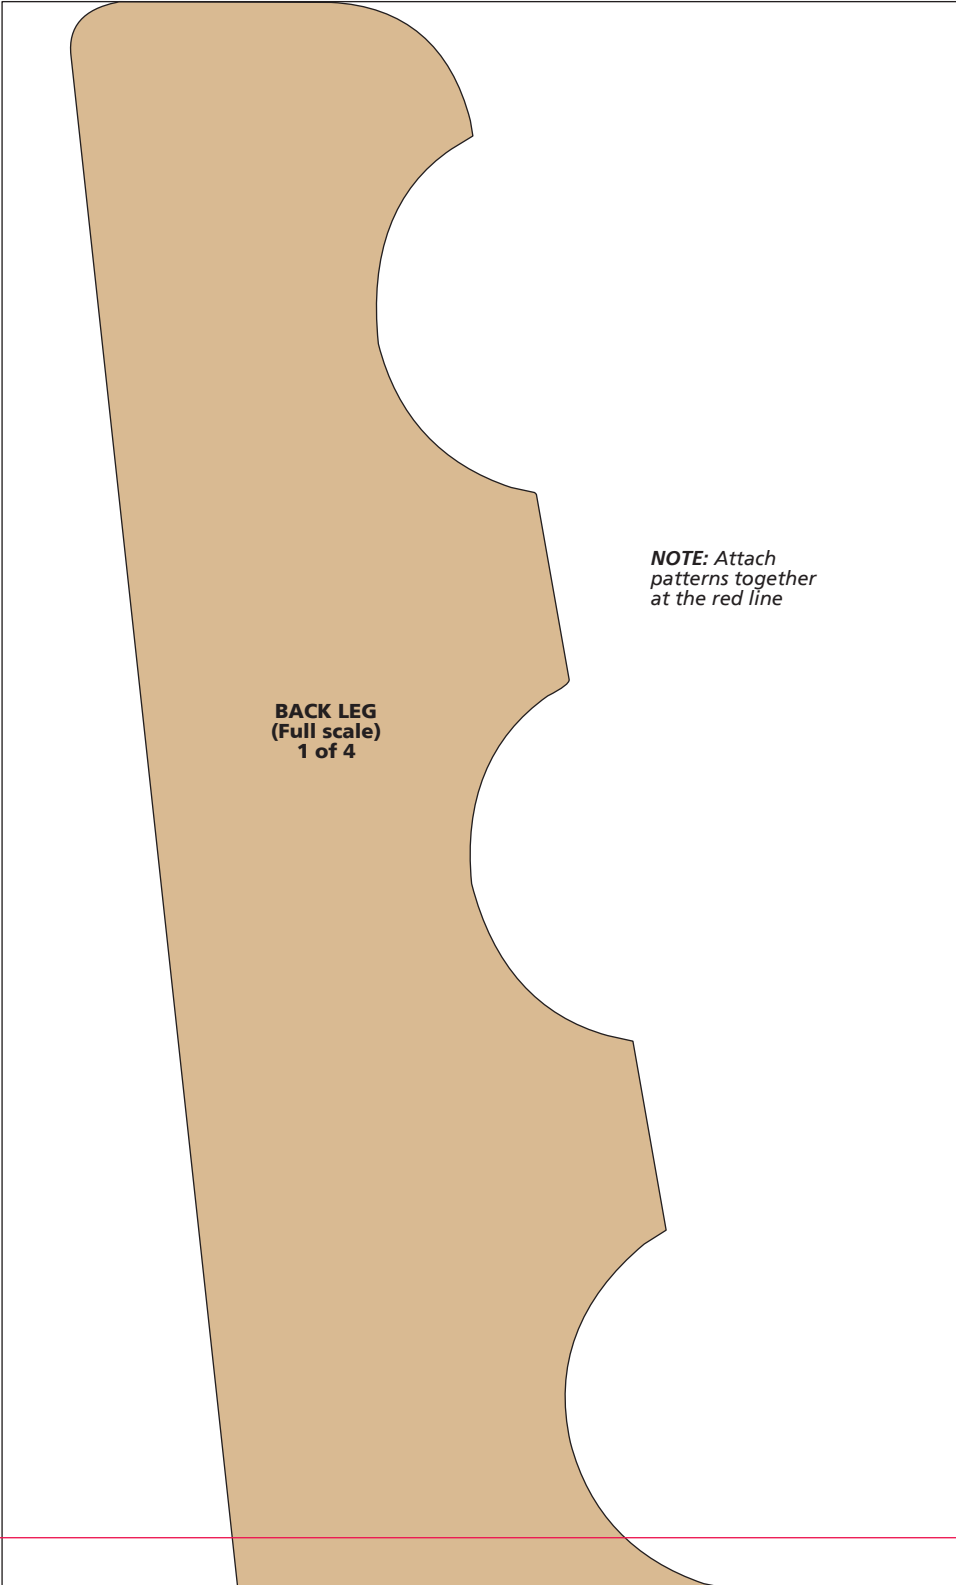 NOTE: Attach
patterns together
at the red line
BACK LEG
(Full scale)
1 of 4